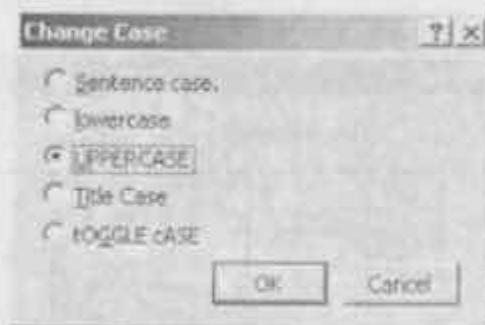 Change Case
Sentence case.
lowercase
UPPERCASE
Title Case
tOGGLE cASE
OK Cancel